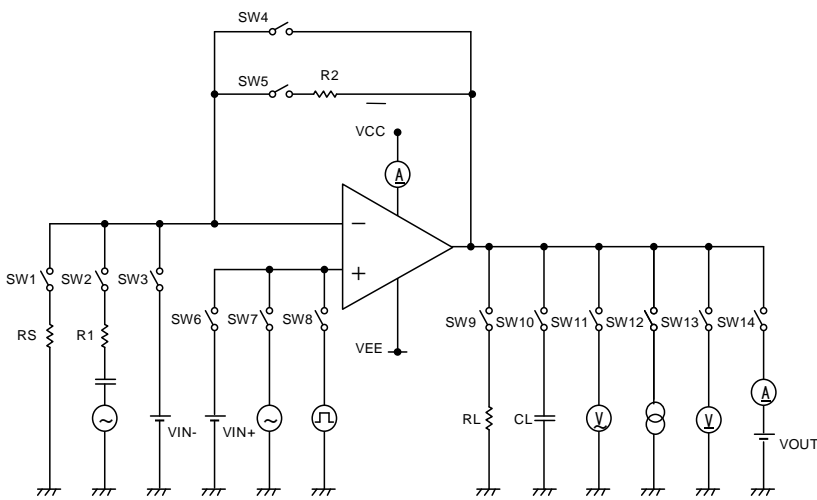 SW4
SW5 R2
VCC
A
SW1 SW2 SW3
SW6 SW7 SW8
VEE
SW9 SW10 SW11 SW12 SW13 SW14
RS R1
VIN- VIN+
RL CL V V
A
VOUT